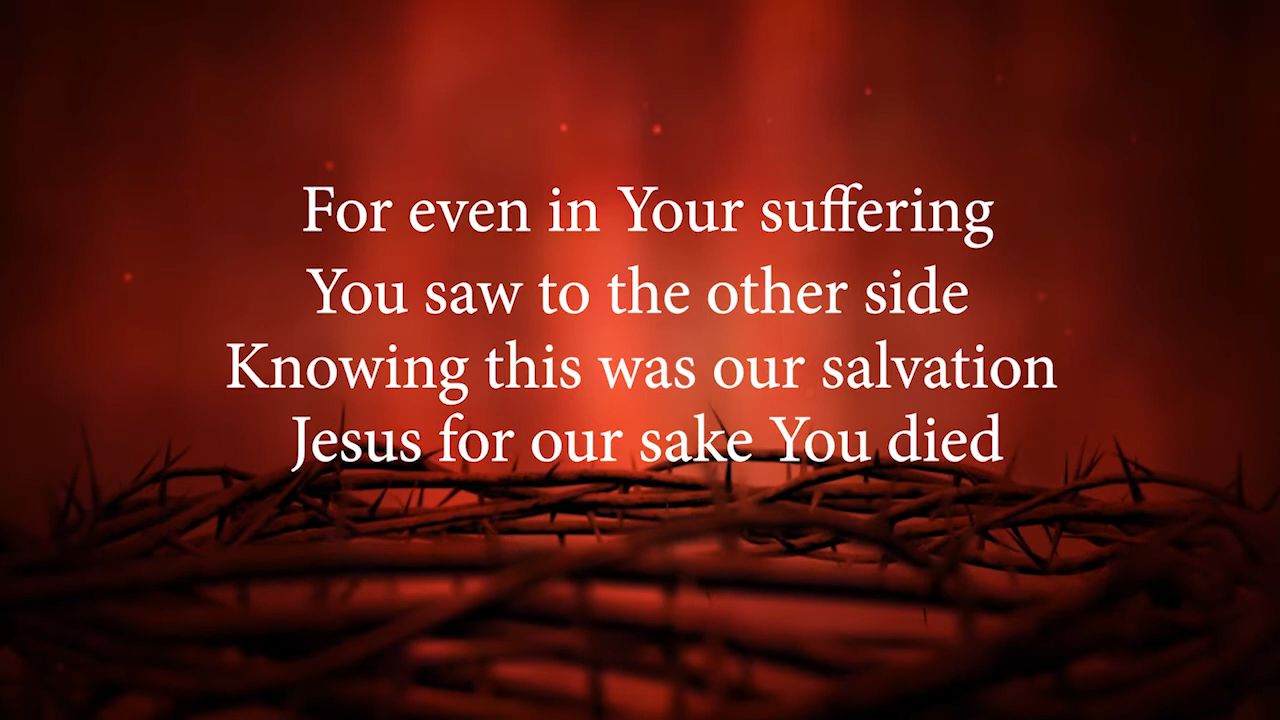 For even in Your suffering
You saw to the other side
Knowing this was our salvation
Jesus for our sake You died